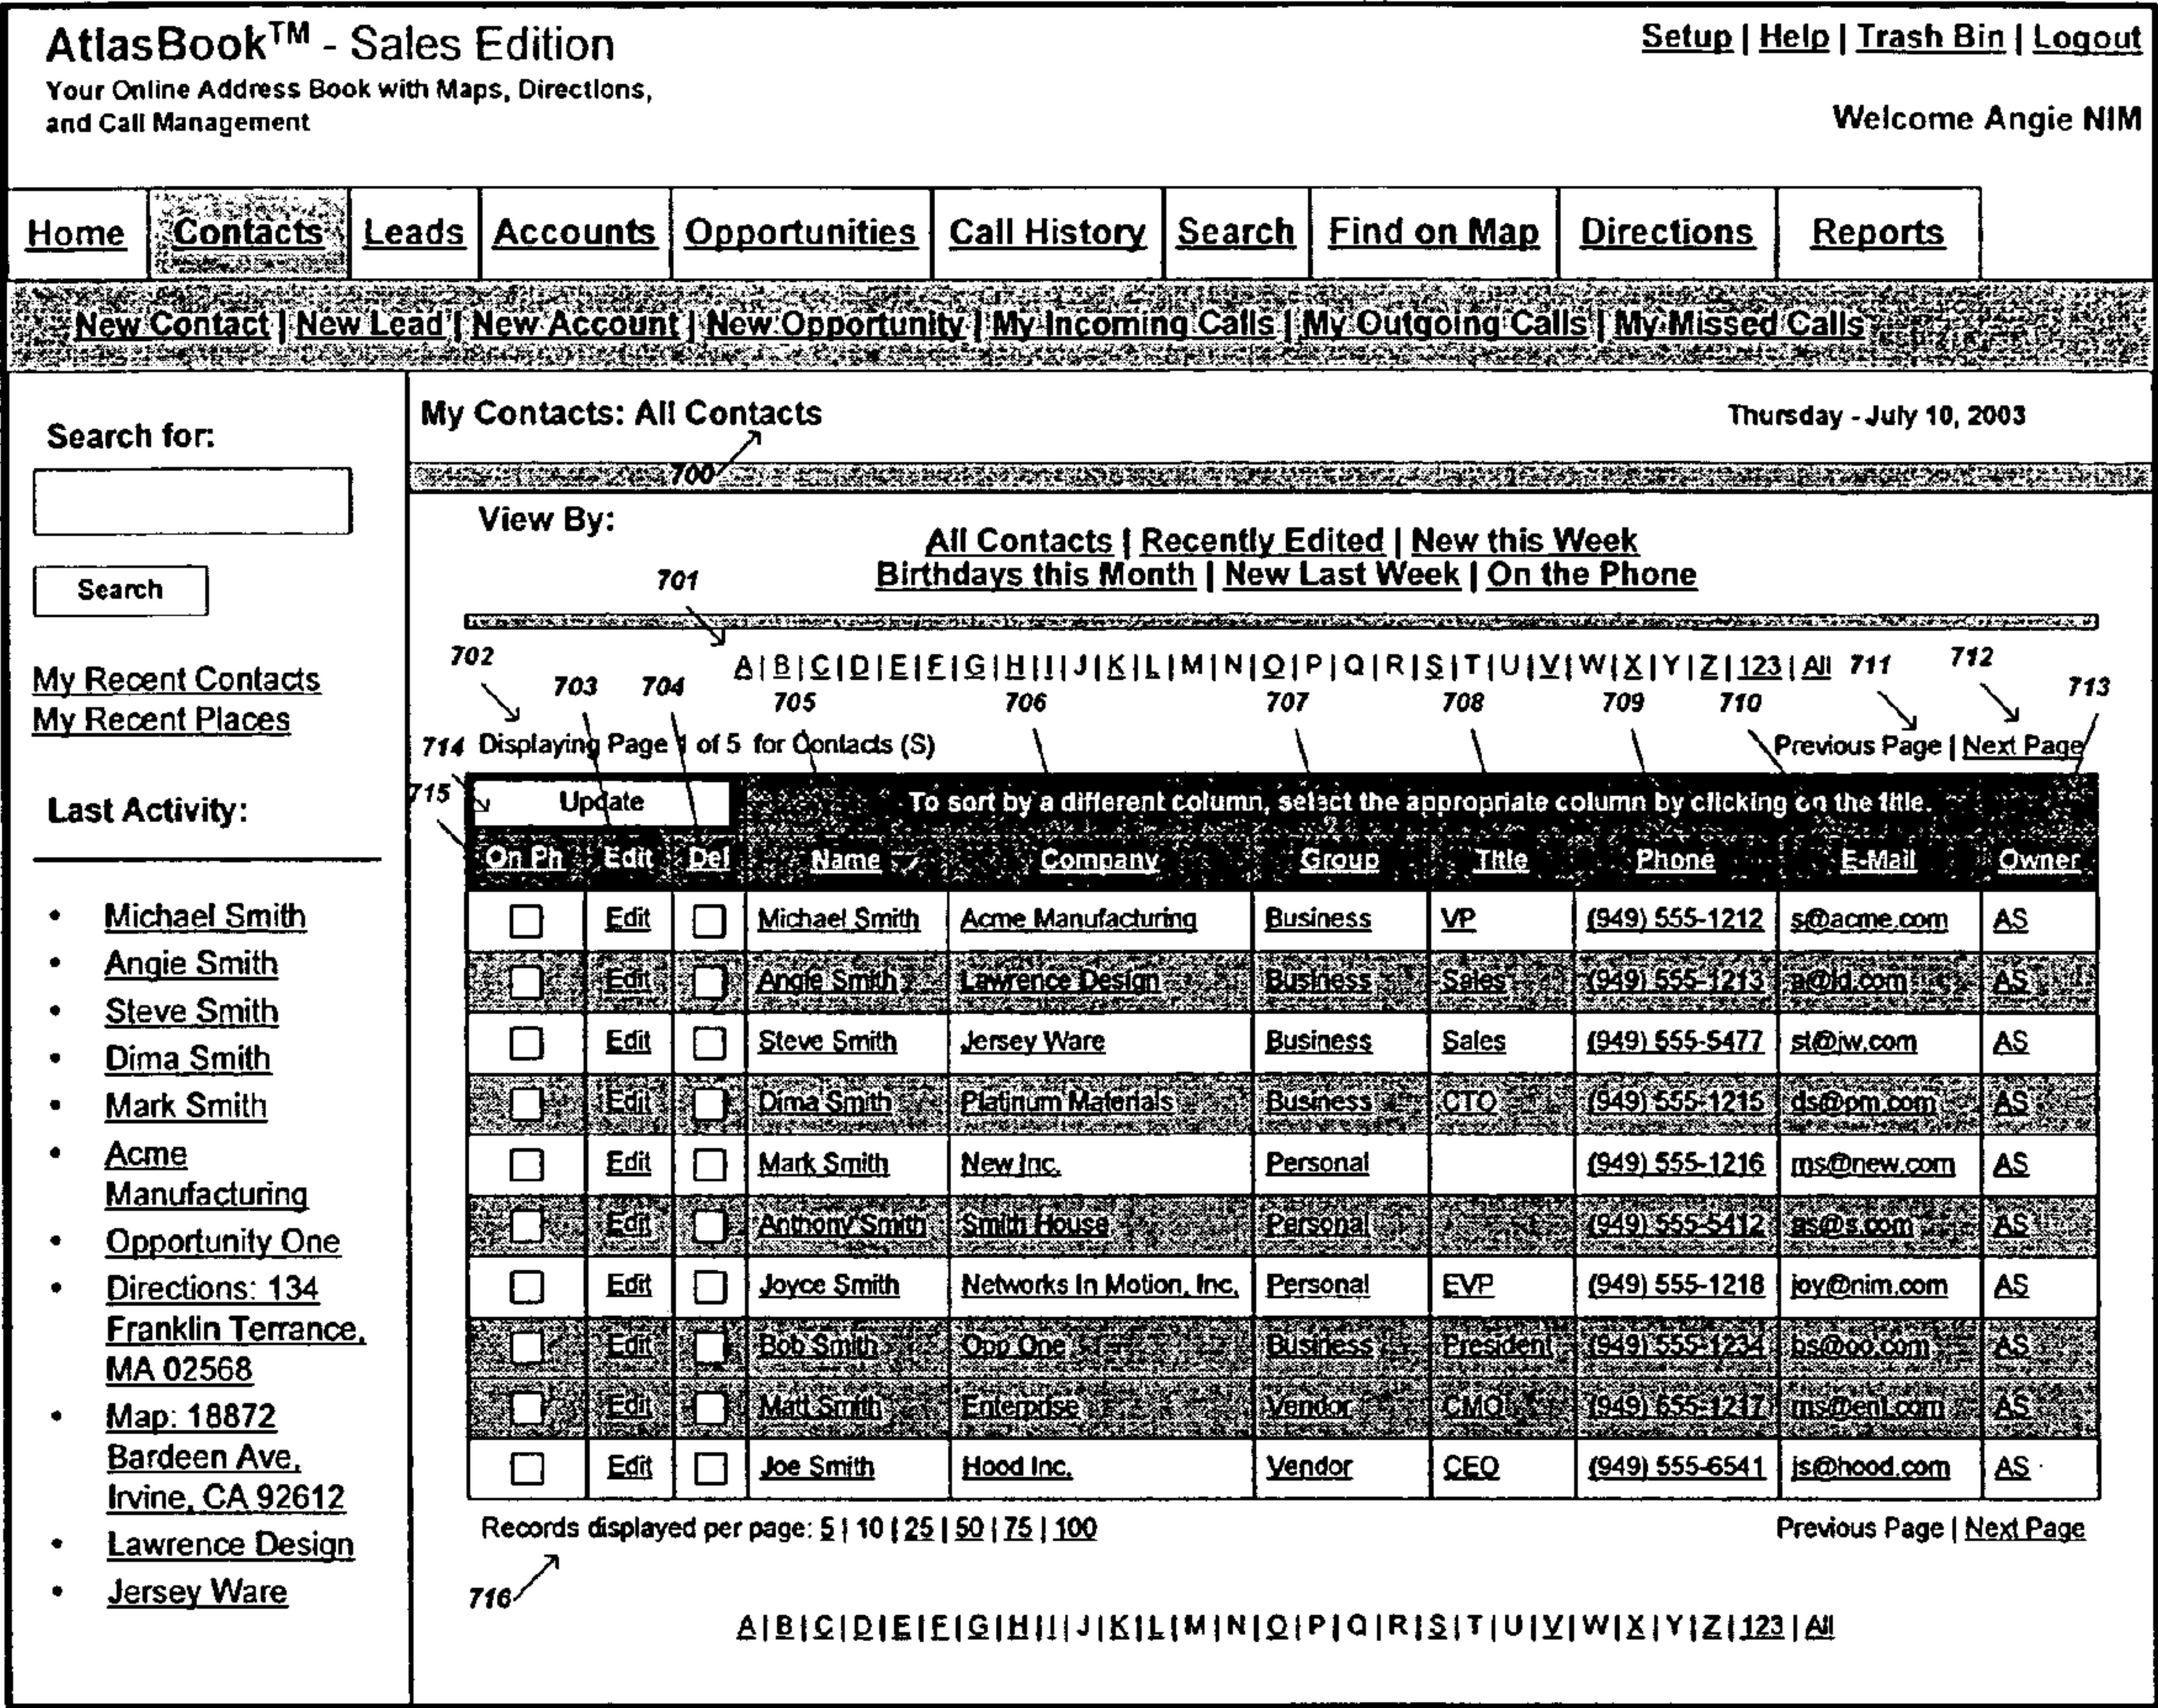 AtlasBook™ - Sales Edition
Setup | Help | Trash Bin | Logout
Your Online Address Book with Maps, Directions,
and Call Management
Welcome Angie NIM
Home Contacts Leads Accounts Opportunities Call History Search Find on Map Directions Reports
New Contact | New Lead | New Account | New Opportunity | My Incoming Calls | My Outgoing Calls | My Missed Calls
Search for:
Search
My Recent Contacts
My Recent Places
Last Activity:
• Michael Smith
• Angie Smith
• Steve Smith
• Dima Smith
• Mark Smith
• Acme
Manufacturing
• Opportunity One
• Directions: 134
Franklin Terrance,
MA 02568
• Map: 18872
Bardeen Ave,
Irvine, CA 92612
• Lawrence Design
• Jersey Ware
My Contacts: All Contacts
Thursday - July 10, 2003
700
View By:
All Contacts | Recently Edited | New this Week
Birthdays this Month | New Last Week | On the Phone
701
A|B|C|D|E|F|G|H|I|J|K|L|M|N|O|P|Q|R|S|T|U|V|W|X|Y|Z|123|All
702 703 704 705 706 707 708 709 710 711 712 713
714 Displaying Page 1 of 5 for Contacts (S)
Previous Page | Next Page
715 Update To sort by a different column, select the appropriate column by clicking on the title.
On Ph Edit Del Name Company Group Title Phone E-Mail Owner
Edit Michael Smith Acme Manufacturing Business VP (949) 555-1212 s@acme.com AS
Edit Angie Smith Lawrence Design Business Sales (949) 555-1213 a@ld.com AS
Edit Steve Smith Jersey Ware Business Sales (949) 555-5477 st@jw.com AS
Edit Dima Smith Platinum Materials Business CTO (949) 555-1215 ds@pm.com AS
Edit Mark Smith New Inc. Personal (949) 555-1216 ms@new.com AS
Edit Anthony Smith Smith House Personal (949) 555-5412 as@s.com AS
Edit Joyce Smith Networks In Motion, Inc. Personal EVP (949) 555-1218 joy@nim.com AS
Edit Bob Smith Opp One Business President (949) 555-1234 bs@oo.com AS
Edit Matt Smith Enterprise Vendor CMO (949) 655-1217 ms@ent.com AS
Edit Joe Smith Hood Inc. Vendor CEO (949) 555-6541 js@hood.com AS
Records displayed per page: 5 | 10 | 25 | 50 | 75 | 100
Previous Page | Next Page
716
A|B|C|D|E|F|G|H|I|J|K|L|M|N|O|P|Q|R|S|T|U|V|W|X|Y|Z|123|All